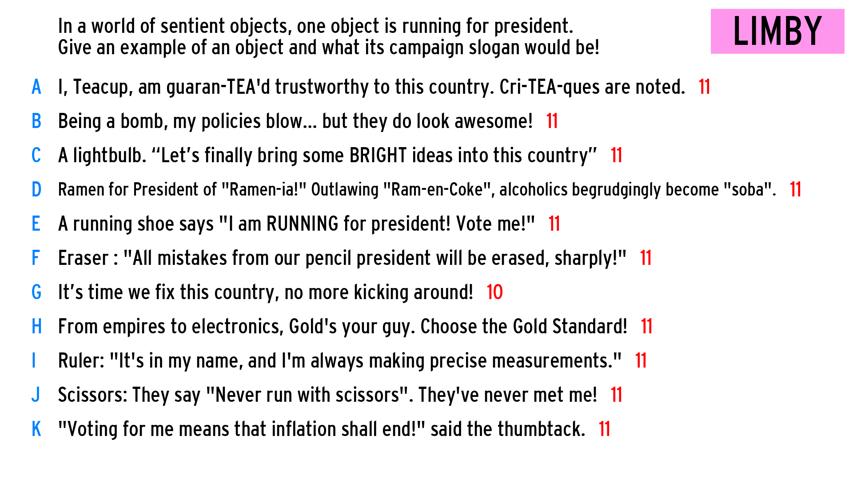 In a world of sentient objects, one object is running for president.
Give an example of an object and what its campaign slogan would be!
LIMBY
A I, Teacup, am guaran-TEA'd trustworthy to this country. Cri-TEA-ques are noted. 11
B Being a bomb, my policies blow... but they do look awesome! 11
C A lightbulb. “Let’s finally bring some BRIGHT ideas into this country” 11
D Ramen for President of "Ramen-ia!" Outlawing "Ram-en-Coke", alcoholics begrudgingly become "soba". 11
E A running shoe says "I am RUNNING for president! Vote me!" 11
F Eraser : "All mistakes from our pencil president will be erased, sharply!" 11
G It’s time we fix this country, no more kicking around! 10
H From empires to electronics, Gold's your guy. Choose the Gold Standard! 11
I Ruler: "It's in my name, and I'm always making precise measurements." 11
J Scissors: They say "Never run with scissors". They've never met me! 11
K "Voting for me means that inflation shall end!" said the thumbtack. 11